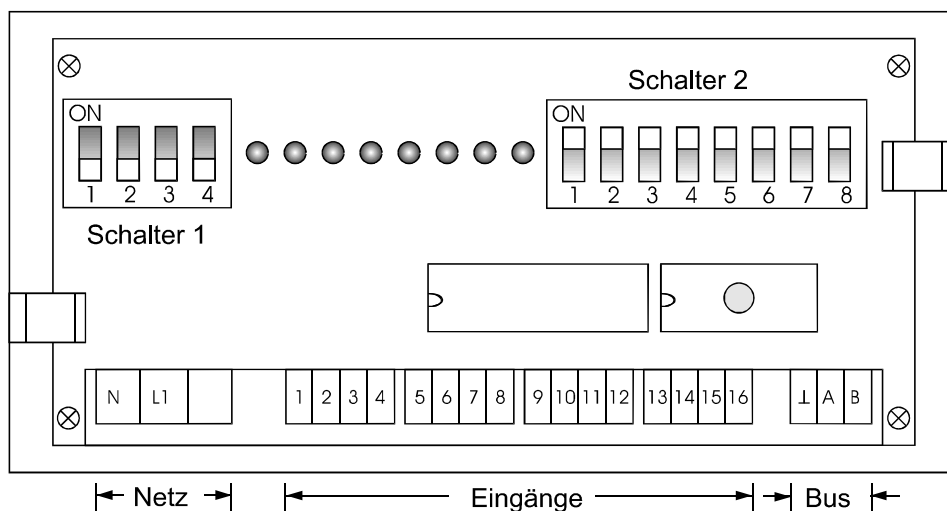 Schalter 2
ON
1 2 3 4
Schalter 1
ON
1 2 3 4 5 6 7 8
N L1
1 2 3 4 5 6 7 8 9 10 11 12 13 14 15 16
⊥ A B
Netz Eingänge Bus